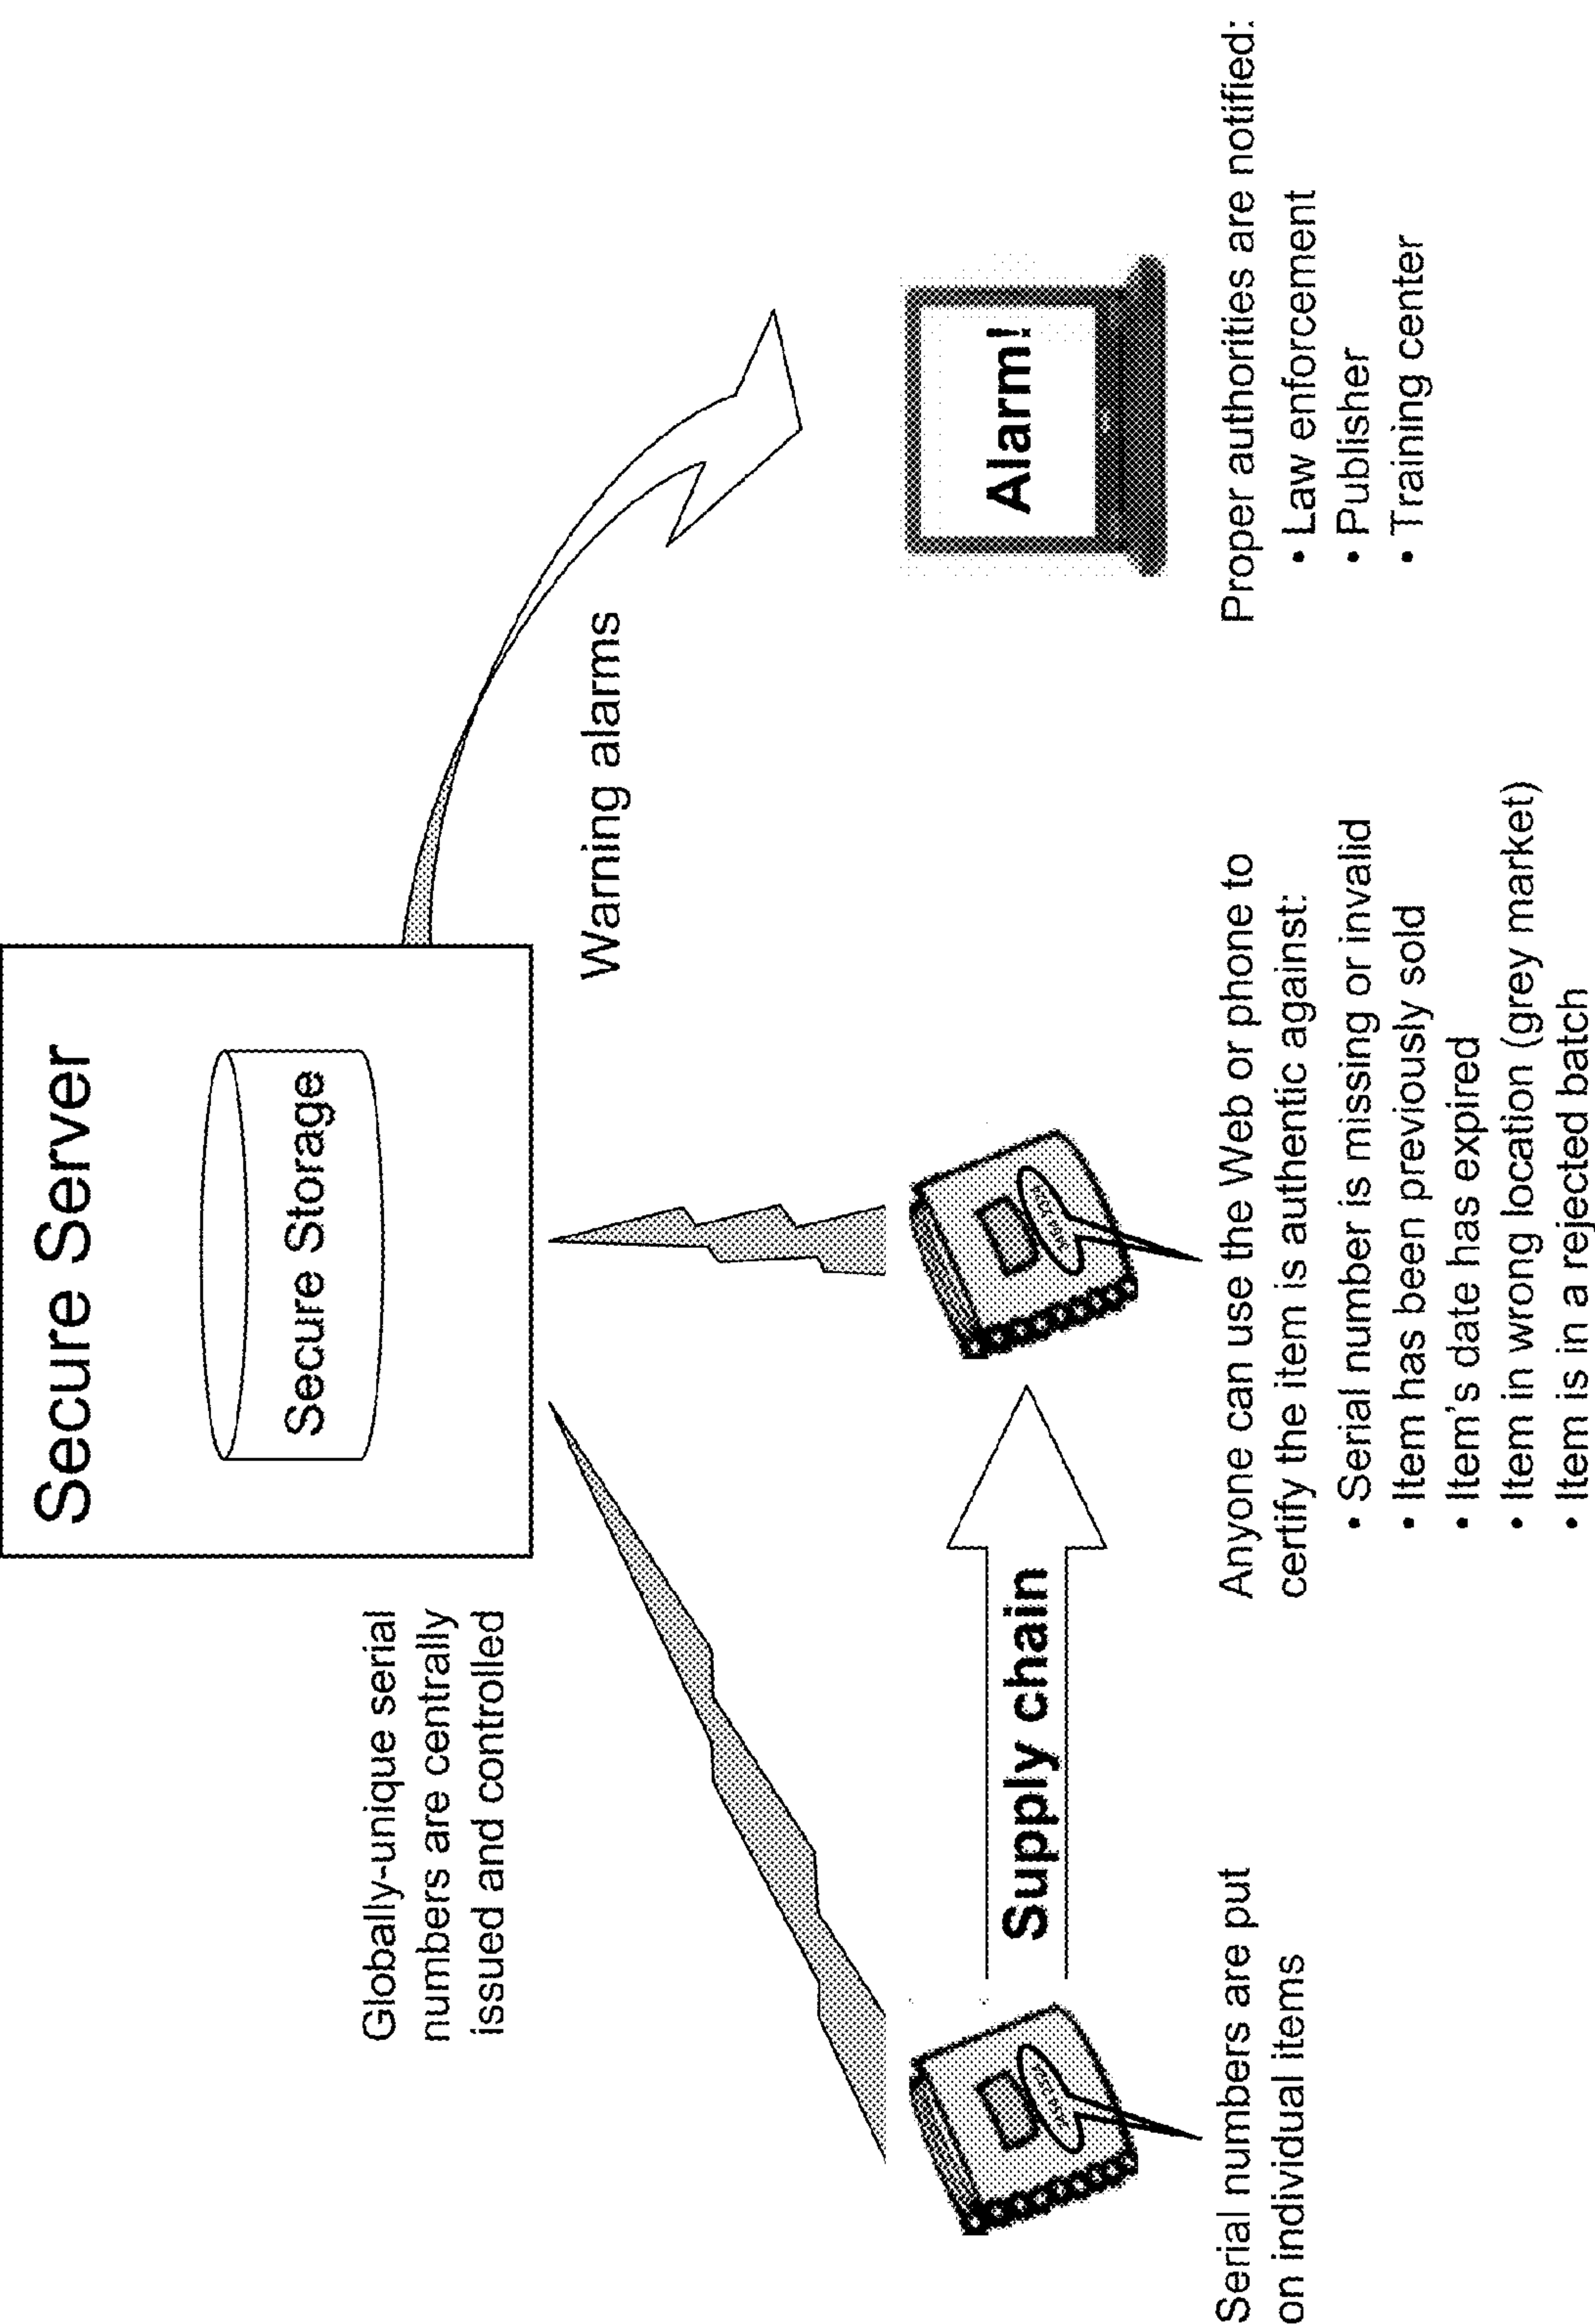 Secure Server
Secure Storage
Globally-unique serial
numbers are centrally
issued and controlled
Warning alarms
Supply chain
Alarm!
Serial numbers are put
on individual items
Anyone can use the Web or phone to
certify the item is authentic against:
• Serial number is missing or invalid
• Item has been previously sold
• Item's date has expired
• Item in wrong location (grey market)
• Item is in a rejected batch
Proper authorities are notified:
• Law enforcement
• Publisher
• Training center